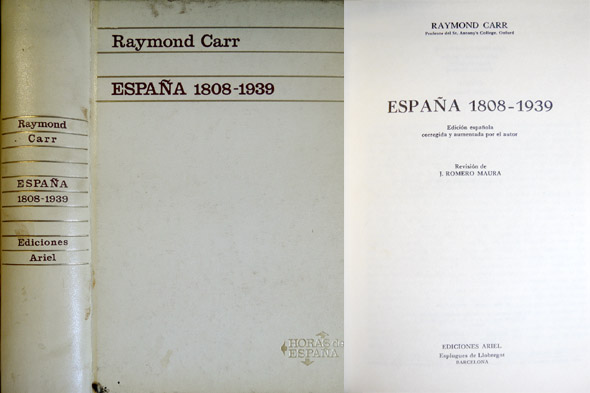 Raymond
Carr
ESPAÑA
1808-1939
Ediciones
Ariel
Raymond Carr
ESPAÑA 1808-1939
HORAS de
ESPAÑA
RAYMOND CARR
Profesor del St. Antony's College, Oxford
ESPAÑA 1808-1939
Edición española
corregida y aumentada por el autor
Revisión de
J. ROMERO MAURA
EDICIONES ARIEL
Esplugues de Llobregat
BARCELONA